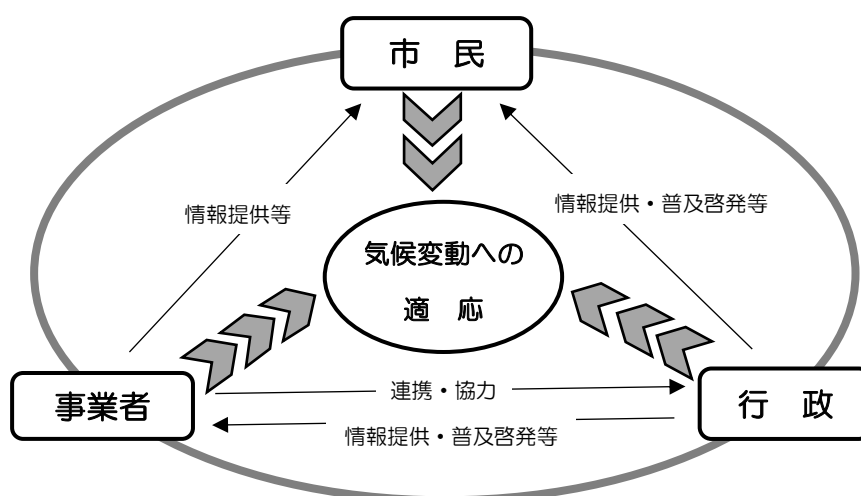 市　民
情報提供等
情報提供・普及啓発等
気候変動への
適　応
事業者
連携・協力
行　政
情報提供・普及啓発等